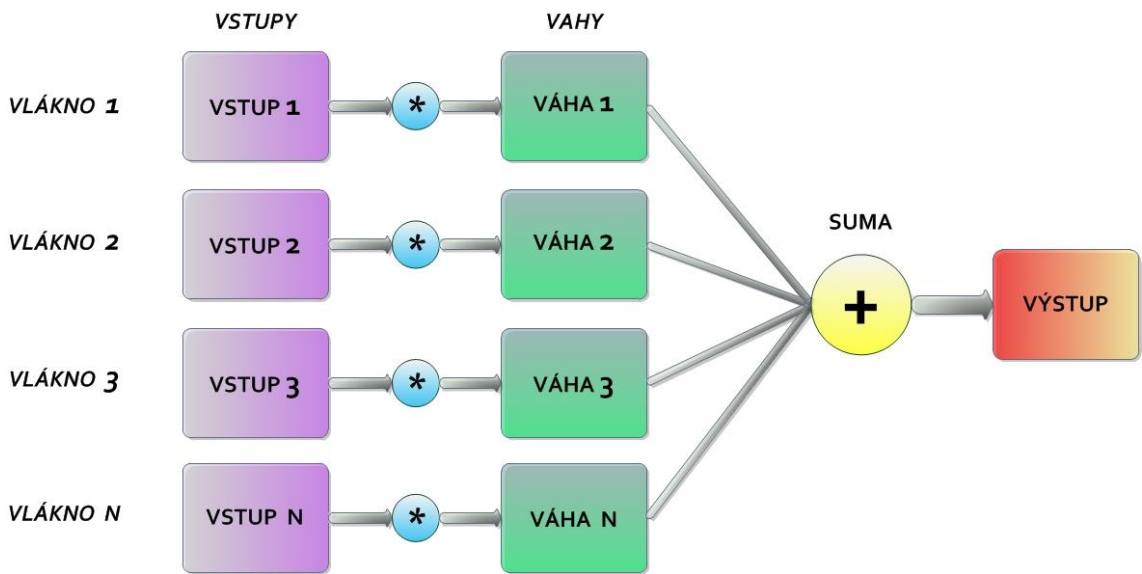 VSTUPY VAHY
VLÁKNO 1 VSTUP 1 * VÁHA 1
VLÁKNO 2 VSTUP 2 * VÁHA 2
SUMA
+ VÝSTUP
VLÁKNO 3 VSTUP 3 * VÁHA 3
VLÁKNO N VSTUP N * VÁHA N